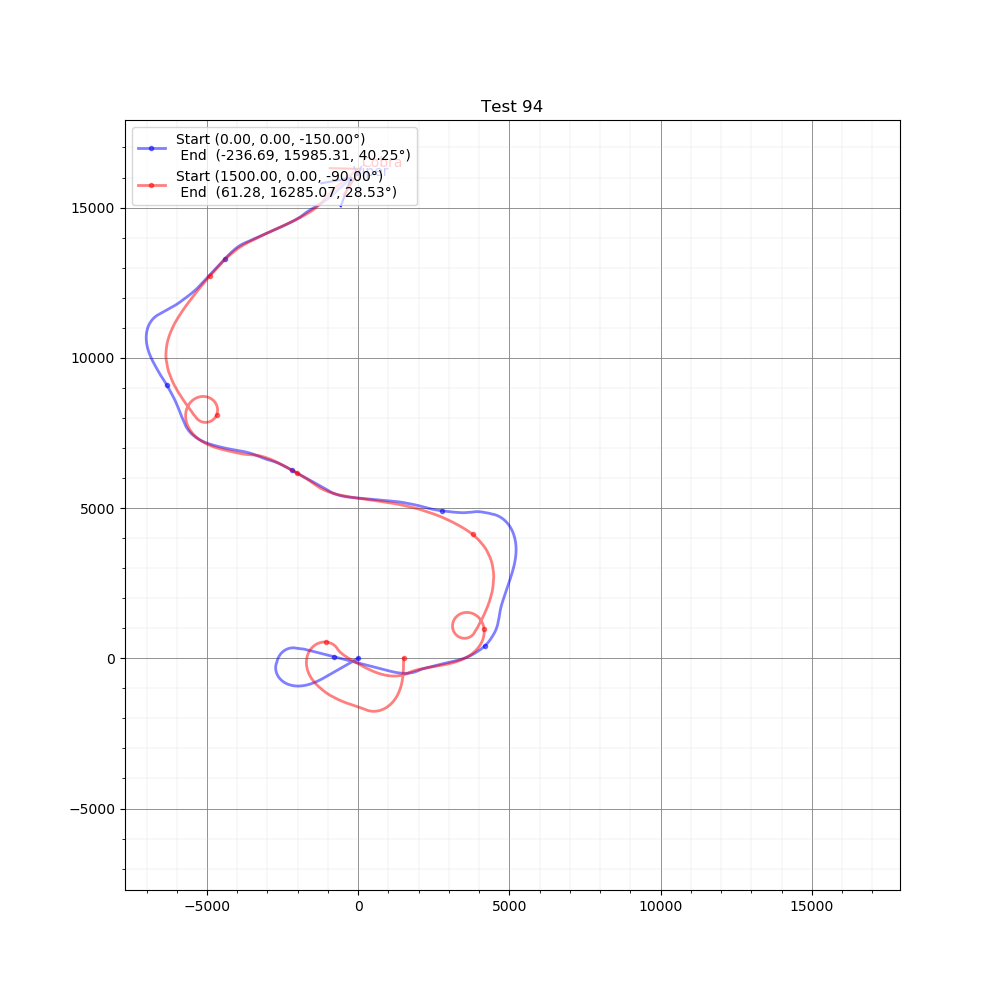 Test 94
Start (0.00, 0.00, -150.00°)
End  (-236.69, 15985.31, 40.25°)
Start (1500.00, 0.00, -90.00°)
End  (61.28, 16285.07, 28.53°)
Cobra
15000
10000
5000
0
−5000
−5000
0
5000
10000
15000